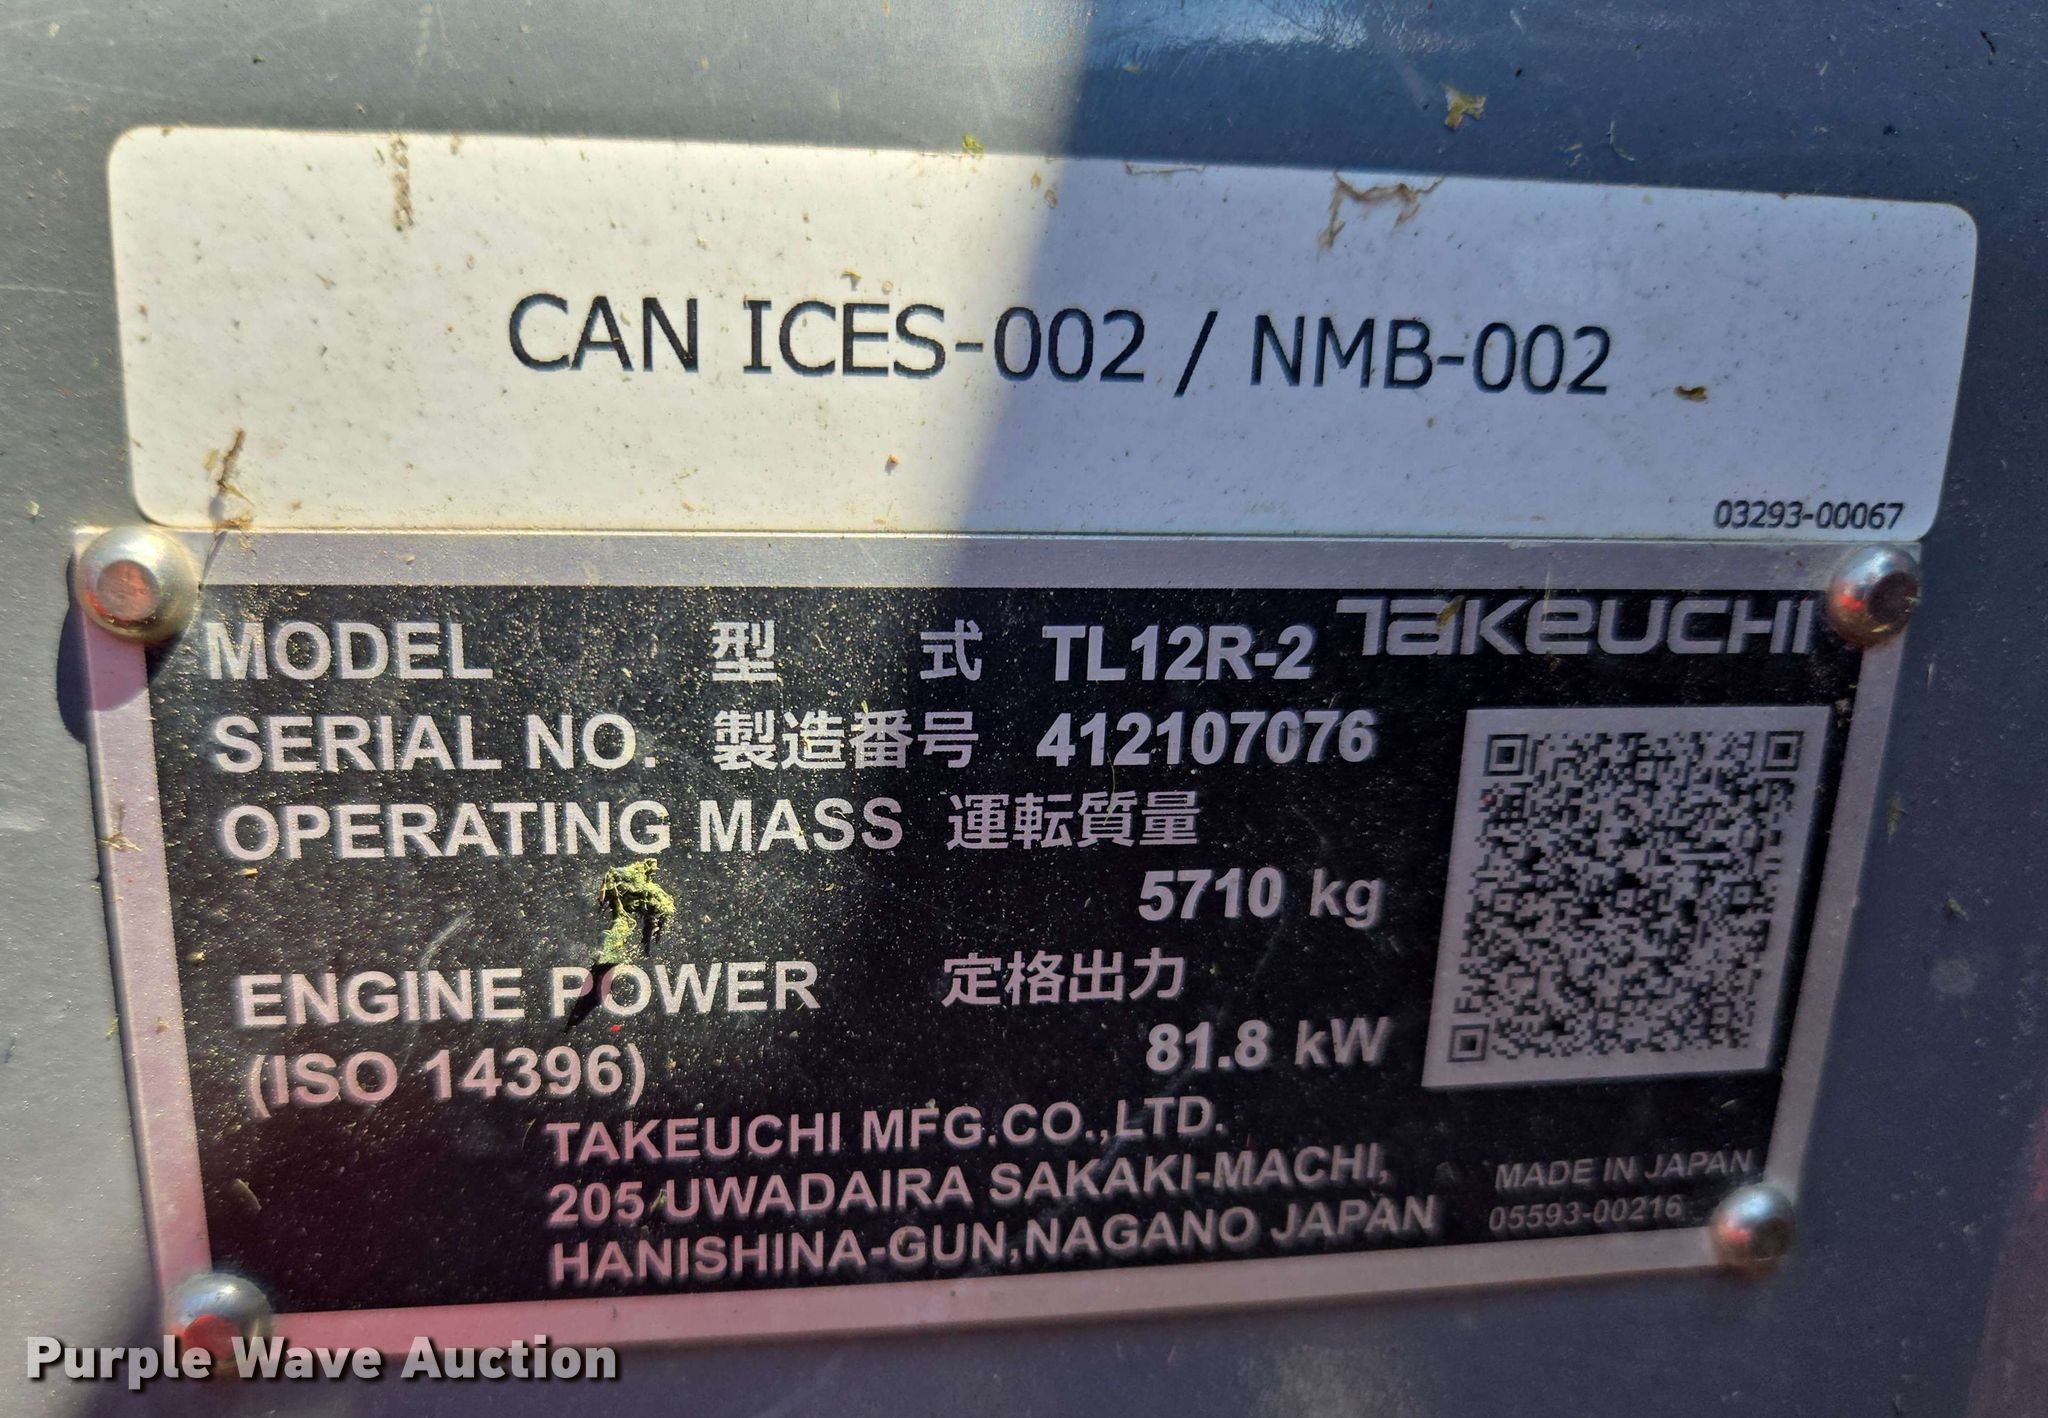 CAN ICES-002 / NMB-002
03293-00067
TAKEUCHI
MODEL 型 式 TL12R-2
SERIAL NO. 製造番号 412107076
OPERATING MASS 運転質量
5710 kg
ENGINE POWER 定格出力
(ISO 14396) 81.8 kW
TAKEUCHI MFG.CO.,LTD.
205 UWADAIRA SAKAKI-MACHI,
HANISHINA-GUN,NAGANO JAPAN
MADE IN JAPAN
05593-00216
Purple Wave Auction